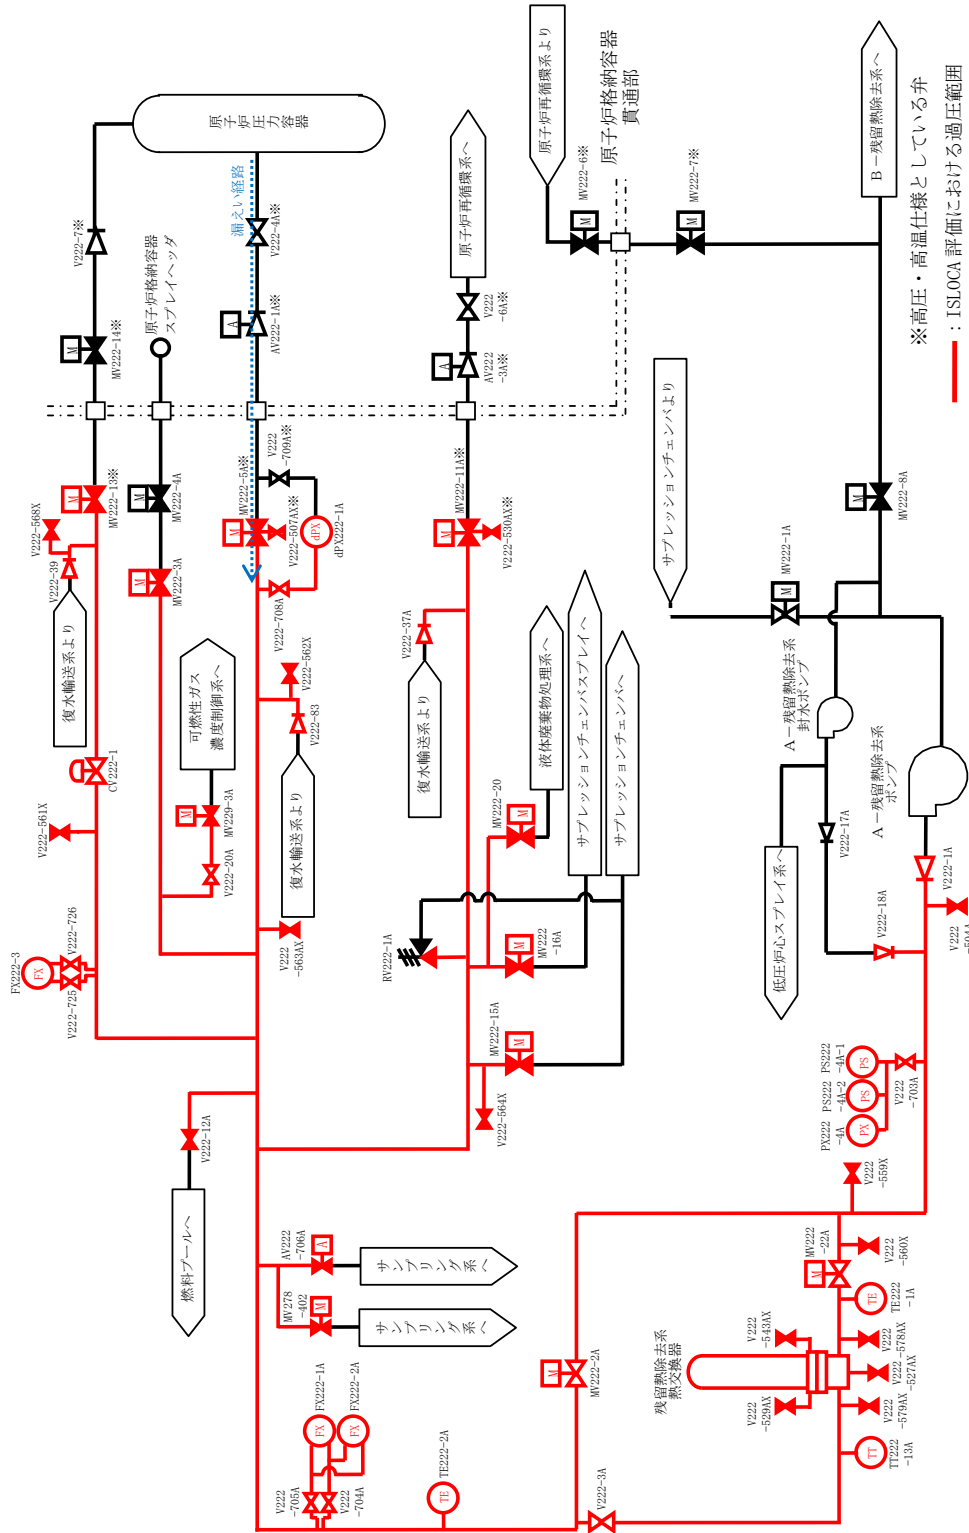 原子炉圧力
容器
V222-7※
MV222-14※
原子炉格納容器
スプレイヘッダ
漏えい経路
V222-4A※
A
AV222-1A※
原子炉再循環系へ
V222
-6A※
A
AV222
-3A※
原子炉再循環系より
原子炉格納容器
貫通部
M
MV222-6※
M
MV222-7※
B－残留熱除去系へ
※高圧・高温仕様としている弁
：ISLOCA評価における過圧範囲
M
M
MV222-13※
V222-568X
V222-39
復水輸送系より
M
MV222-4A
M
MV222-3A
可燃性ガス
濃度制御系へ
M
MV229-3A
V222-20A
CV222-1
V222-561X
FX222-3
FX
V222-726
V222-725
M
MV222-5A※
V222
-709A※
V222-507AX※
dPX
dPX222-1A
V222-708A
V222-562X
V222-83
復水輸送系より
V222
-563AX
M
MV222-11A※
V222-530AX※
V222-37A
復水輸送系より
液体廃棄物処理系へ
サプレッションチェンバスプレイへ
サプレッションチェンバへ
M
MV222-20
RV222-1A
M
MV222
-16A
M
MV222-15A
V222-564X
サプレッションチェンバより
M
MV222-1A
M
MV222-8A
A－残留熱除去系
封水ポンプ
A－残留熱除去系
ポンプ
低圧炉心スプレイ系へ
V222-17A
V222-18A
V222-1A
V222
-504A
PS222
-4A-1
PS
PS222
-4A-2
PS
PX222
-4A
PX
V222
-703A
V222
-559X
V222-12A
燃料プールへ
AV222
-706A
A
サンプリング系へ
MV278
-402
M
サンプリング系へ
FX222-1A
FX
FX222-2A
FX
V222
-705A
V222
-704A
TE222-2A
TE
M
MV222-2A
V222-3A
残留熱除去系
熱交換器
MV222
-22A
M
V222
-560X
TE
TE222
-1A
V222
-543AX
V222
-529AX
V222
-578AX
V222
-527AX
V222
-579AX
TT
TT222
-13A